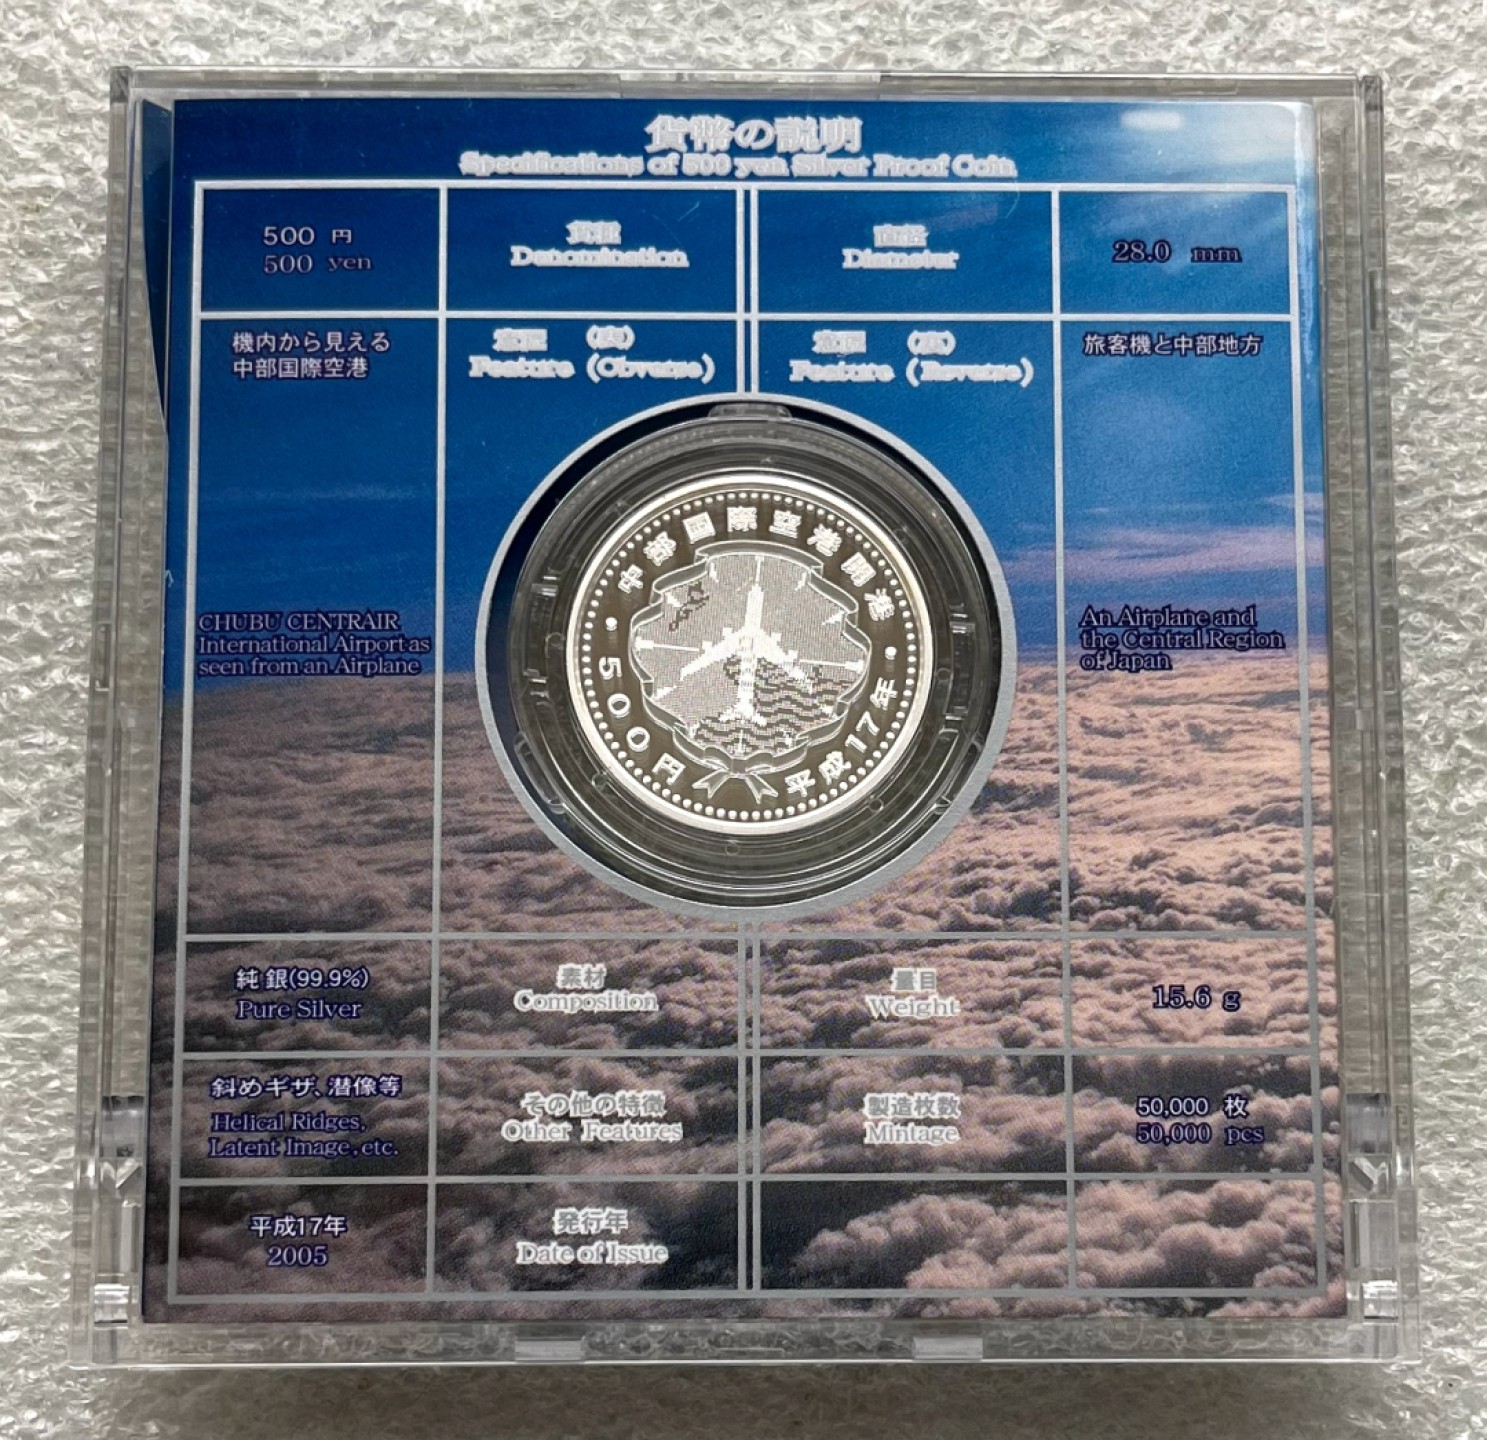 貨幣の説明
Specifications of 500 yen Silver Proof Coin
500 円
500 yen
貨種
Denomination
直径
Diameter
28.0 mm
機内から見える
中部国際空港
CHUBU CENTRAIR
International Airport as
seen from an Airplane
意匠 (表)
Feature (Obverse)
意匠 (裏)
Feature (Reverse)
旅客機と中部地方
An Airplane and
the Central Region
of Japan
中部国際空港開港
500円
平成17年
純銀(99.9%)
Pure Silver
素材
Composition
量目
Weight
15.6 g
斜めギザ、潜像等
Helical Ridges,
Latent Image, etc.
その他の特徴
Other Features
製造枚数
Mintage
50,000 枚
50,000 pcs
平成17年
2005
発行年
Date of Issue